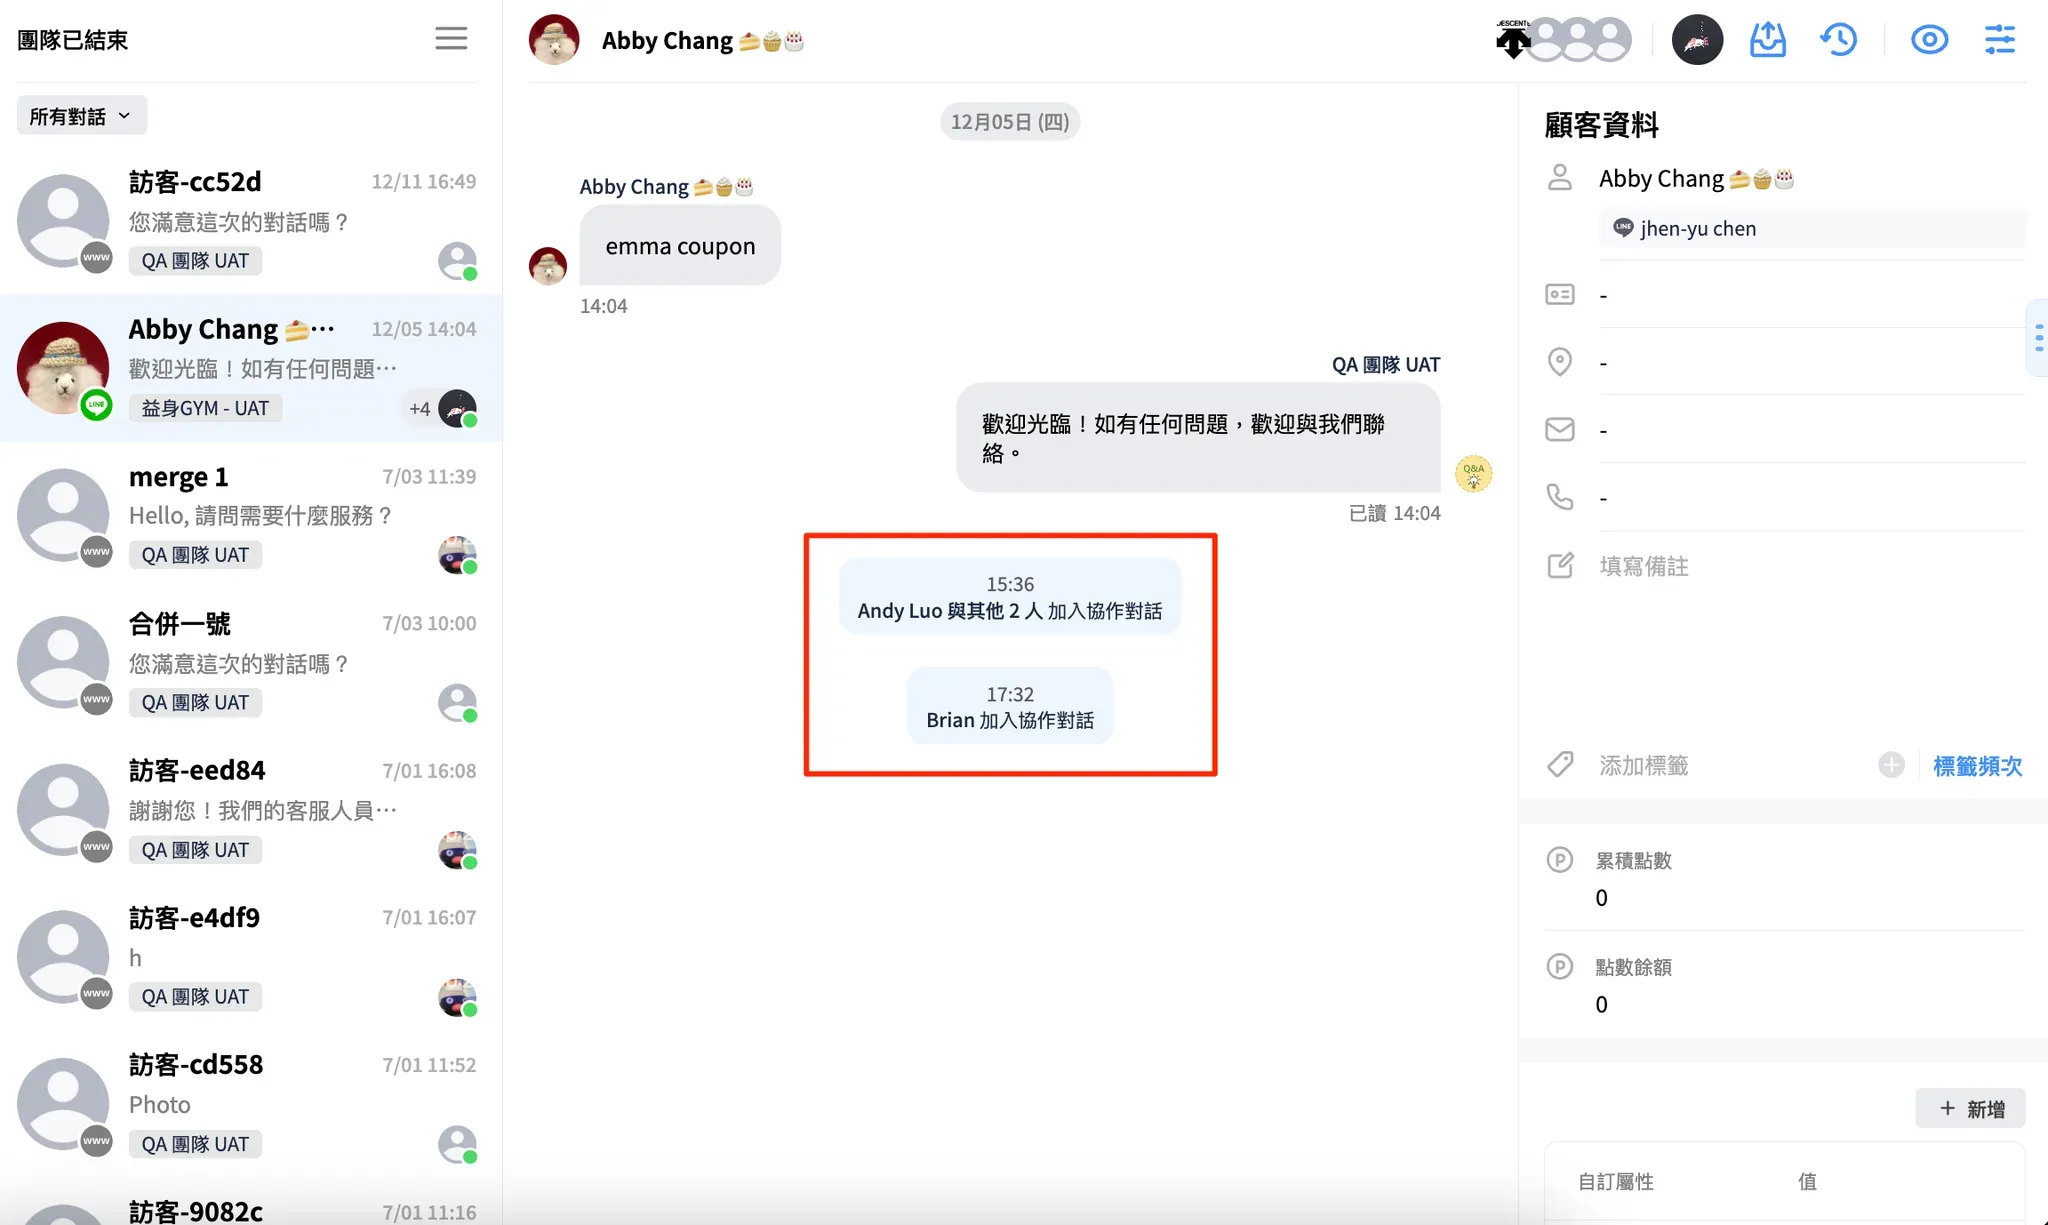 團隊已結束
所有對話
訪客-cc52d
12/11 16:49
您滿意這次的對話嗎？
www
QA 團隊 UAT
Abby Chang 🍰…
12/05 14:04
歡迎光臨！如有任何問題…
LINE
益身GYM - UAT
+4
merge 1
7/03 11:39
Hello, 請問需要什麼服務？
www
QA 團隊 UAT
合併一號
7/03 10:00
您滿意這次的對話嗎？
www
QA 團隊 UAT
訪客-eed84
7/01 16:08
謝謝您！我們的客服人員…
www
QA 團隊 UAT
訪客-e4df9
7/01 16:07
h
www
QA 團隊 UAT
訪客-cd558
7/01 11:52
Photo
www
QA 團隊 UAT
訪客-9082c
7/01 11:16
Abby Chang 🍰🧁🎂
DESCENTE
12月05日 (四)
Abby Chang 🍰🧁🎂
emma coupon
14:04
QA 團隊 UAT
歡迎光臨！如有任何問題，歡迎與我們聯
絡。
Q&A
已讀 14:04
15:36
Andy Luo 與其他 2 人 加入協作對話
17:32
Brian 加入協作對話
顧客資料
Abby Chang 🍰🧁🎂
LINE
jhen-yu chen
-
-
-
-
填寫備註
添加標籤
標籤頻次
P
累積點數
0
P
點數餘額
0
+ 新增
自訂屬性
值